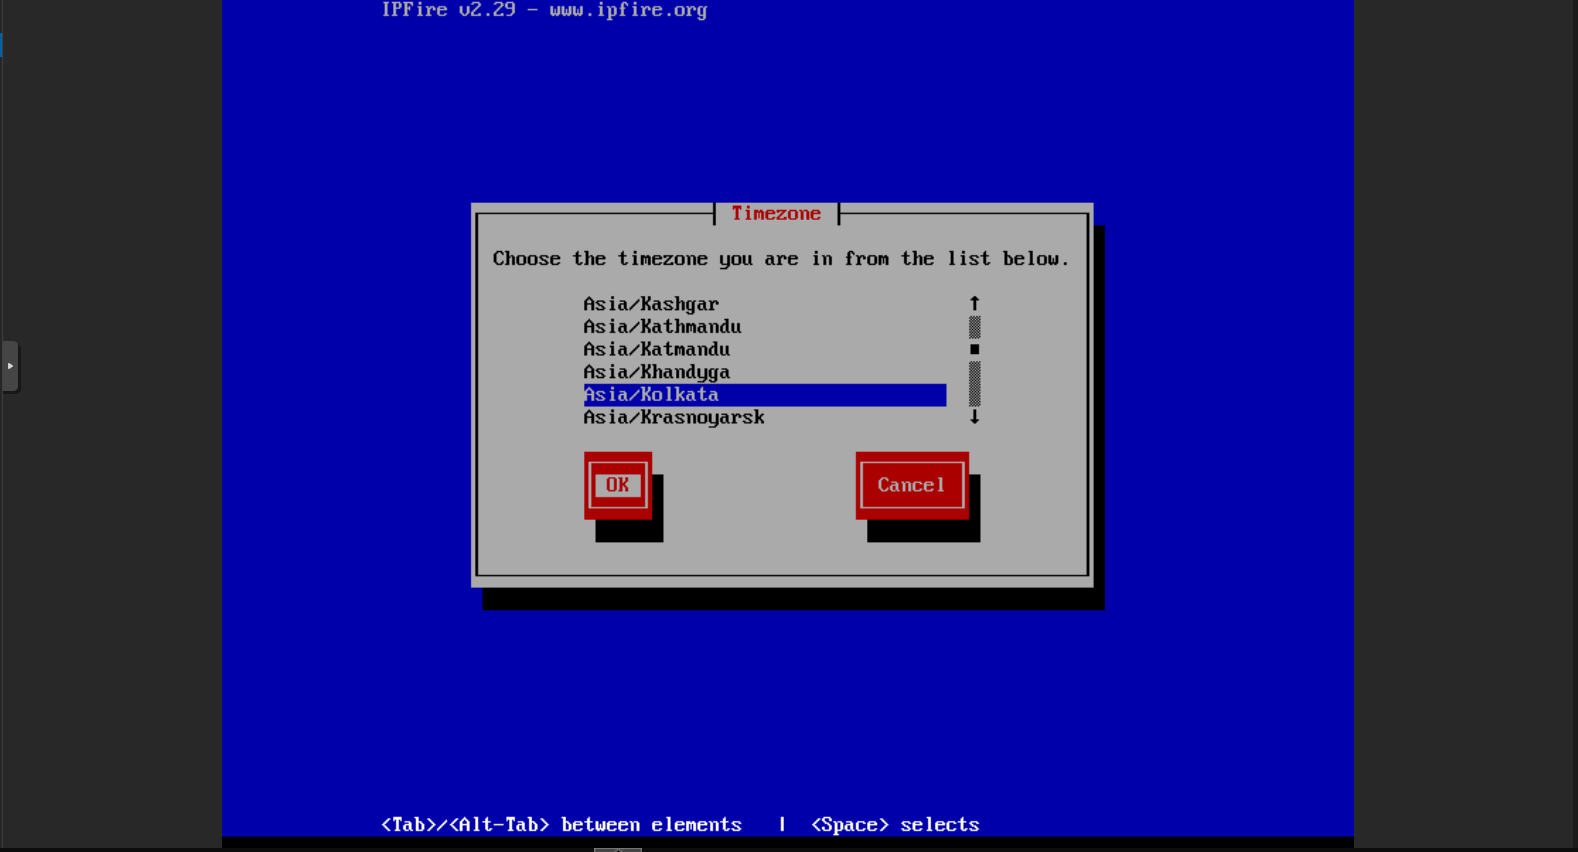 IPFire v2.29 - www.ipfire.org
Timezone
Choose the timezone you are in from the list below.
Asia/Kashgar
Asia/Kathmandu
Asia/Katmandu
Asia/Khandyga
Asia/Kolkata
Asia/Krasnoyarsk
OK
Cancel
<Tab>/<Alt-Tab> between elements | <Space> selects